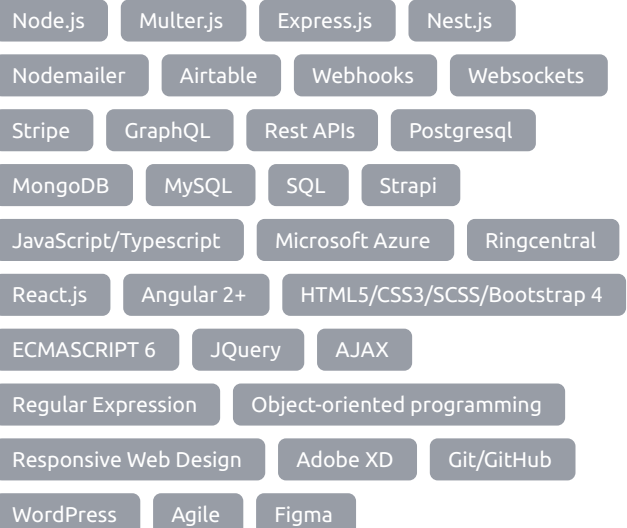 Node.js Multer.js Express.js Nest.js
Nodemailer Airtable Webhooks Websockets
Stripe GraphQL Rest APIs Postgresql
MongoDB MySQL SQL Strapi
JavaScript/Typescript Microsoft Azure Ringcentral
React.js Angular 2+ HTML5/CSS3/SCSS/Bootstrap 4
ECMASCRIPT 6 JQuery AJAX
Regular Expression Object-oriented programming
Responsive Web Design Adobe XD Git/GitHub
WordPress Agile Figma